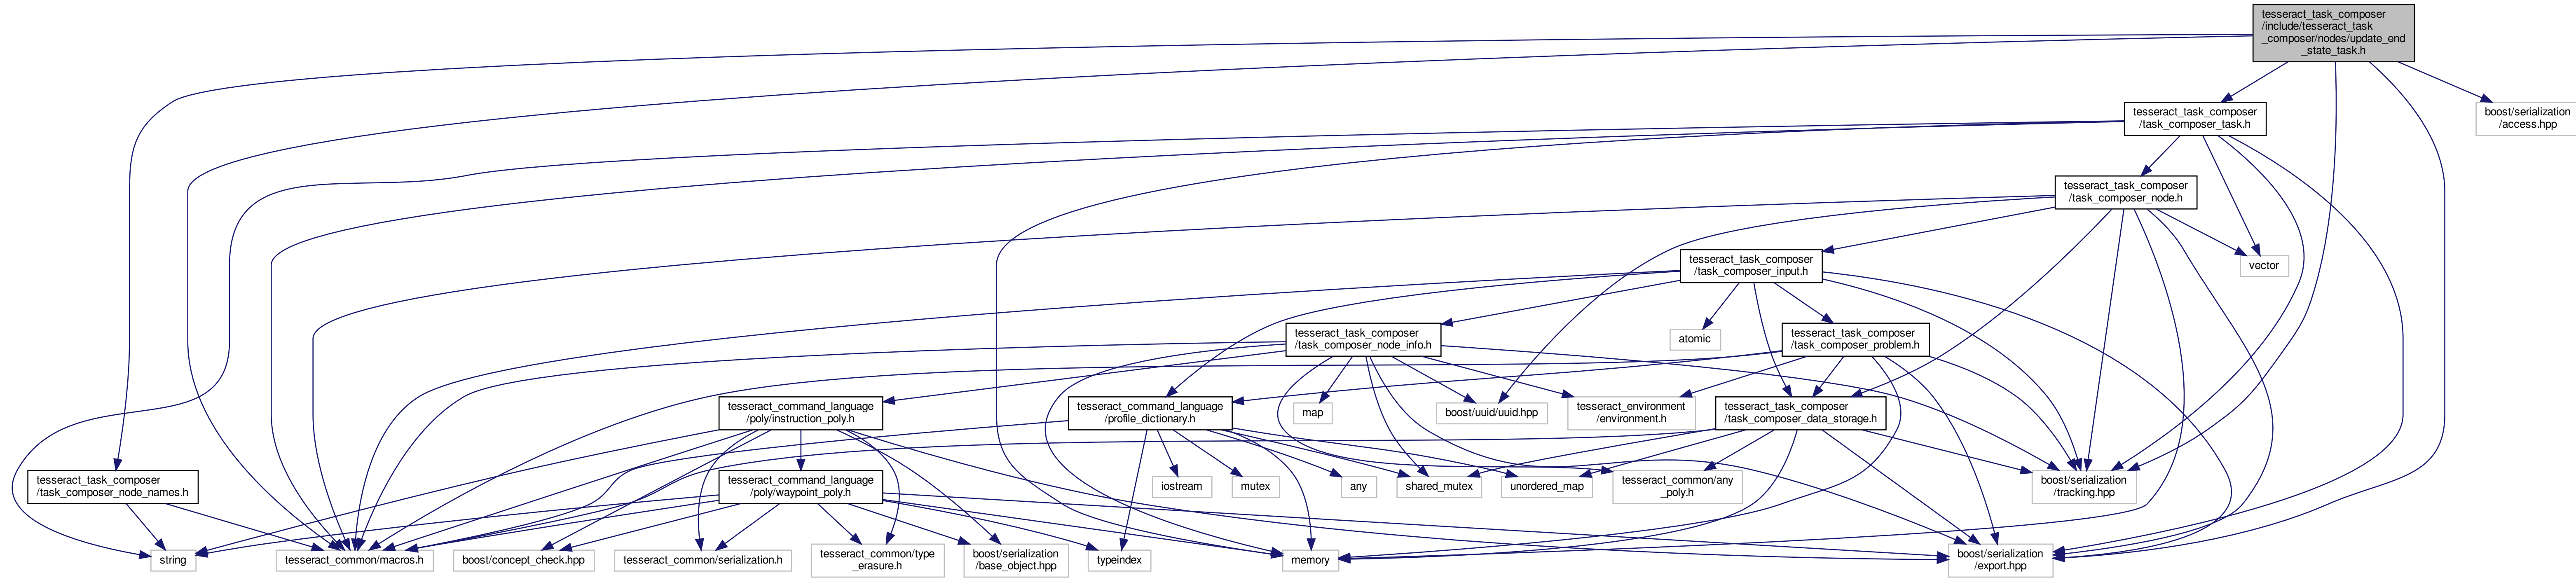 tesseract_task_composer
/include/tesseract_task
_composer/nodes/update_end
_state_task.h
tesseract_task_composer
/task_composer_task.h
boost/serialization
/access.hpp
tesseract_task_composer
/task_composer_node.h
tesseract_task_composer
/task_composer_input.h
vector
tesseract_task_composer
/task_composer_node_info.h
atomic
tesseract_task_composer
/task_composer_problem.h
tesseract_command_language
/poly/instruction_poly.h
tesseract_command_language
/profile_dictionary.h
map
boost/uuid/uuid.hpp
tesseract_environment
/environment.h
tesseract_task_composer
/task_composer_data_storage.h
tesseract_task_composer
/task_composer_node_names.h
tesseract_command_language
/poly/waypoint_poly.h
iostream
mutex
any
shared_mutex
unordered_map
tesseract_common/any
_poly.h
boost/serialization
/tracking.hpp
string
tesseract_common/macros.h
boost/concept_check.hpp
tesseract_common/serialization.h
tesseract_common/type
_erasure.h
boost/serialization
/base_object.hpp
typeindex
memory
boost/serialization
/export.hpp